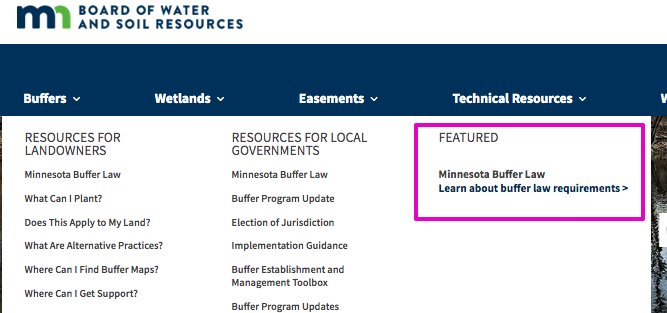 mn BOARD OF WATER
AND SOIL RESOURCES
Buffers
Wetlands
Easements
Technical Resources
RESOURCES FOR
LANDOWNERS
Minnesota Buffer Law
What Can I Plant?
Does This Apply to My Land?
What Are Alternative Practices?
Where Can I Find Buffer Maps?
Where Can I Get Support?
RESOURCES FOR LOCAL
GOVERNMENTS
Minnesota Buffer Law
Buffer Program Update
Election of Jurisdiction
Implementation Guidance
Buffer Establishment and
Management Toolbox
Buffer Program Updates
FEATURED
Minnesota Buffer Law
Learn about buffer law requirements >